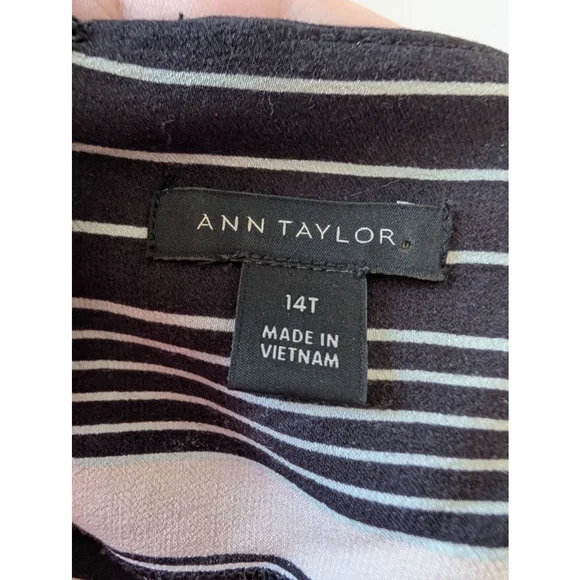 ANN TAYLOR
14T
MADE IN
VIETNAM